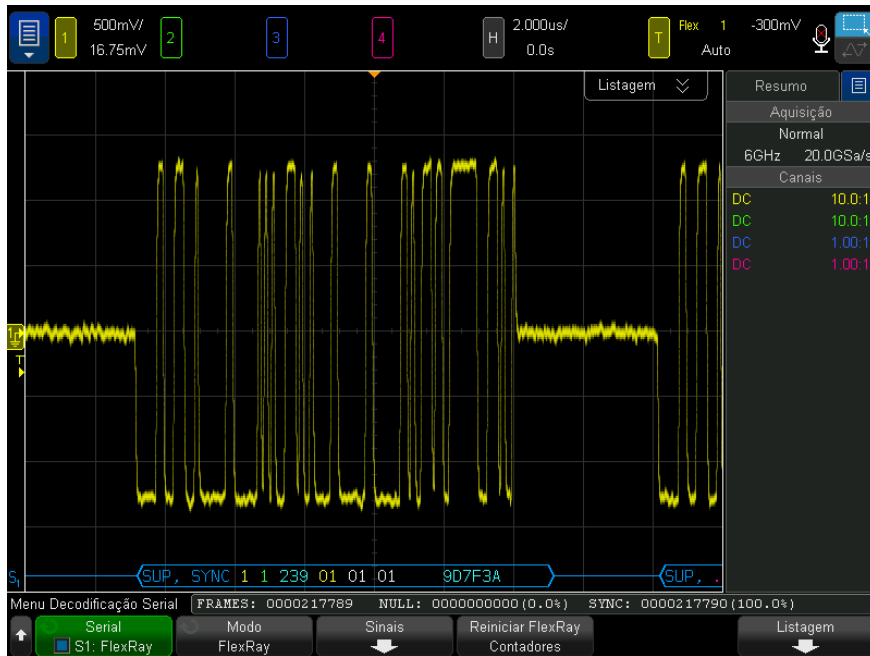 500mV/ 2.000us/ Flex 1 -300mV
1 2 3 4 H T
16.75mV 0.0s Auto
Listagem
Resumo
Aquisição
Normal
6GHz 20.0GSa/s
Canais
DC 10.0:1
DC 10.0:1
DC 1.00:1
DC 1.00:1
1
T
S1 SUP, SYNC 1 1 239 01 01 01 9D7F3A SUP, .
Menu Decodificação Serial FRAMES: 0000217789 NULL: 0000000000(0.0%) SYNC: 0000217790(100.0%)
Serial Modo Sinais Reiniciar FlexRay Listagem
S1: FlexRay FlexRay Contadores